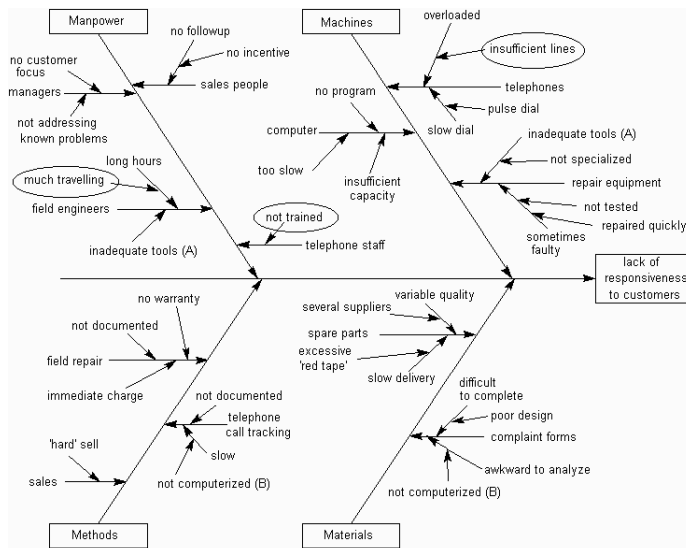 Manpower
no followup
no incentive
no customer
focus
managers
sales people
not addressing
known problems
long hours
much travelling
field engineers
inadequate tools (A)
not trained
telephone staff
Machines
overloaded
insufficient lines
telephones
no program
pulse dial
computer
slow dial
too slow
insufficient
capacity
inadequate tools (A)
not specialized
repair equipment
not tested
repaired quickly
sometimes
faulty
lack of
responsiveness
to customers
no warranty
not documented
field repair
immediate charge
not documented
telephone
call tracking
'hard' sell
slow
sales
not computerized (B)
Methods
variable quality
several suppliers
spare parts
excessive
'red tape'
slow delivery
difficult
to complete
poor design
complaint forms
awkward to analyze
not computerized (B)
Materials